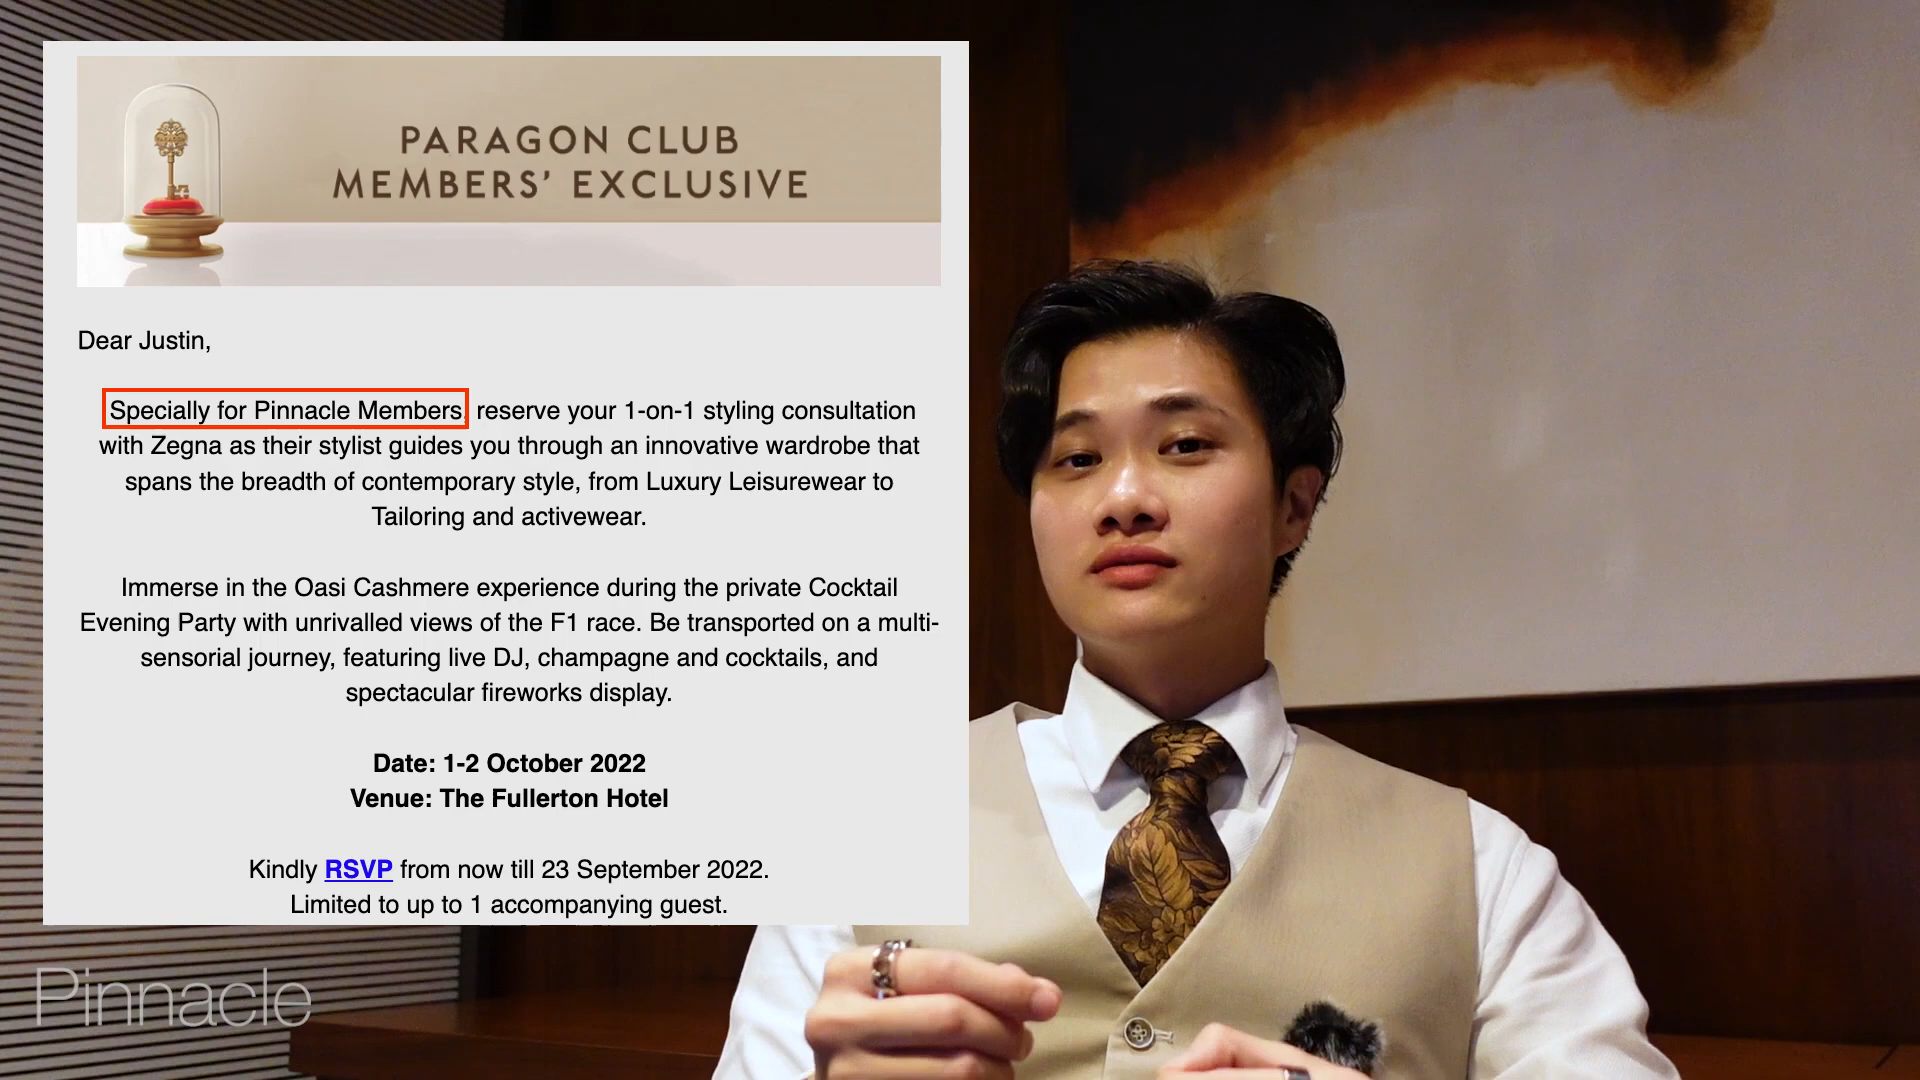 PARAGON CLUB
MEMBERS' EXCLUSIVE
Dear Justin,
Specially for Pinnacle Members, reserve your 1-on-1 styling consultation
with Zegna as their stylist guides you through an innovative wardrobe that
spans the breadth of contemporary style, from Luxury Leisurewear to
Tailoring and activewear.
Immerse in the Oasi Cashmere experience during the private Cocktail
Evening Party with unrivalled views of the F1 race. Be transported on a multi-
sensorial journey, featuring live DJ, champagne and cocktails, and
spectacular fireworks display.
Date: 1-2 October 2022
Venue: The Fullerton Hotel
Kindly RSVP from now till 23 September 2022.
Limited to up to 1 accompanying guest.
Pinnacle